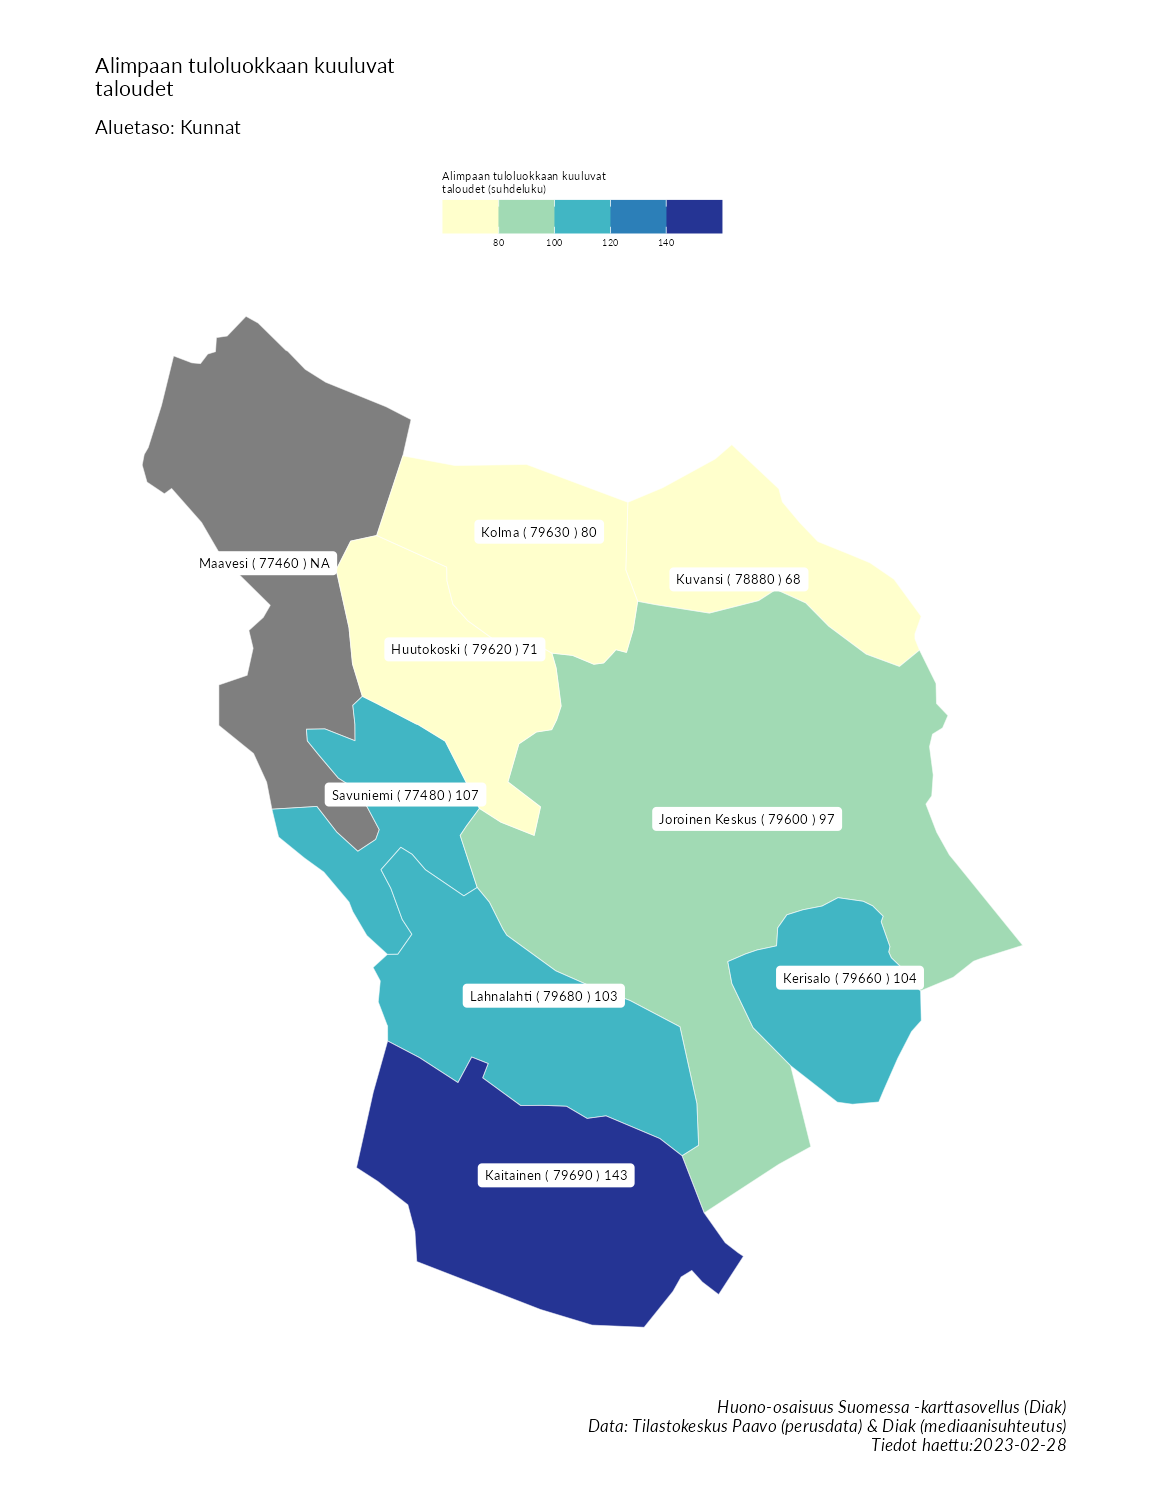 Alimpaan tuloluokkaan kuuluvat
taloudet
Aluetaso: Kunnat
Alimpaan tuloluokkaan kuuluvat
taloudet (suhdeluku)
80 100 120 140
Kolma ( 79630 ) 80
Maavesi ( 77460 ) NA
Kuvansi ( 78880 ) 68
Huutokoski ( 79620 ) 71
Savuniemi ( 77480 ) 107
Joroinen Keskus ( 79600 ) 97
Kerisalo ( 79660 ) 104
Lahnalahti ( 79680 ) 103
Kaitainen ( 79690 ) 143
Huono-osaisuus Suomessa -karttasovellus (Diak)
Data: Tilastokeskus Paavo (perusdata) & Diak (mediaanisuhteutus)
Tiedot haettu:2023-02-28